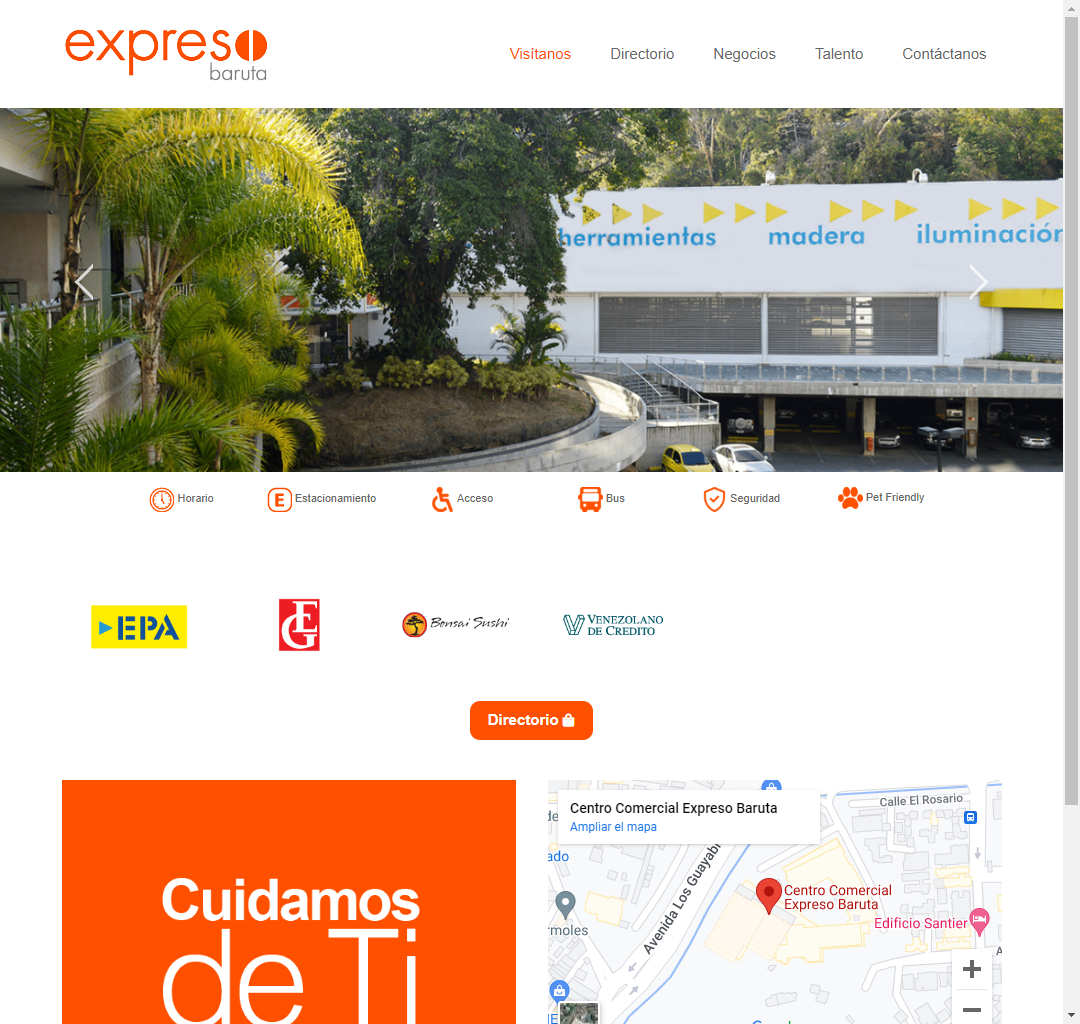 expreso
baruta
Visítanos
Directorio
Negocios
Talento
Contáctanos
herramientas
madera
iluminación
Horario
E
Estacionamiento
Acceso
Bus
Seguridad
Pet Friendly
EPA
EG
Bonsai Sushi
VENEZOLANO
DE CREDITO
Directorio
Cuidamos
de Ti
Centro Comercial Expreso Baruta
Ampliar el mapa
Calle El Rosario
Avenida Los Guayabi
Centro Comercial
Expreso Baruta
Edificio Santier